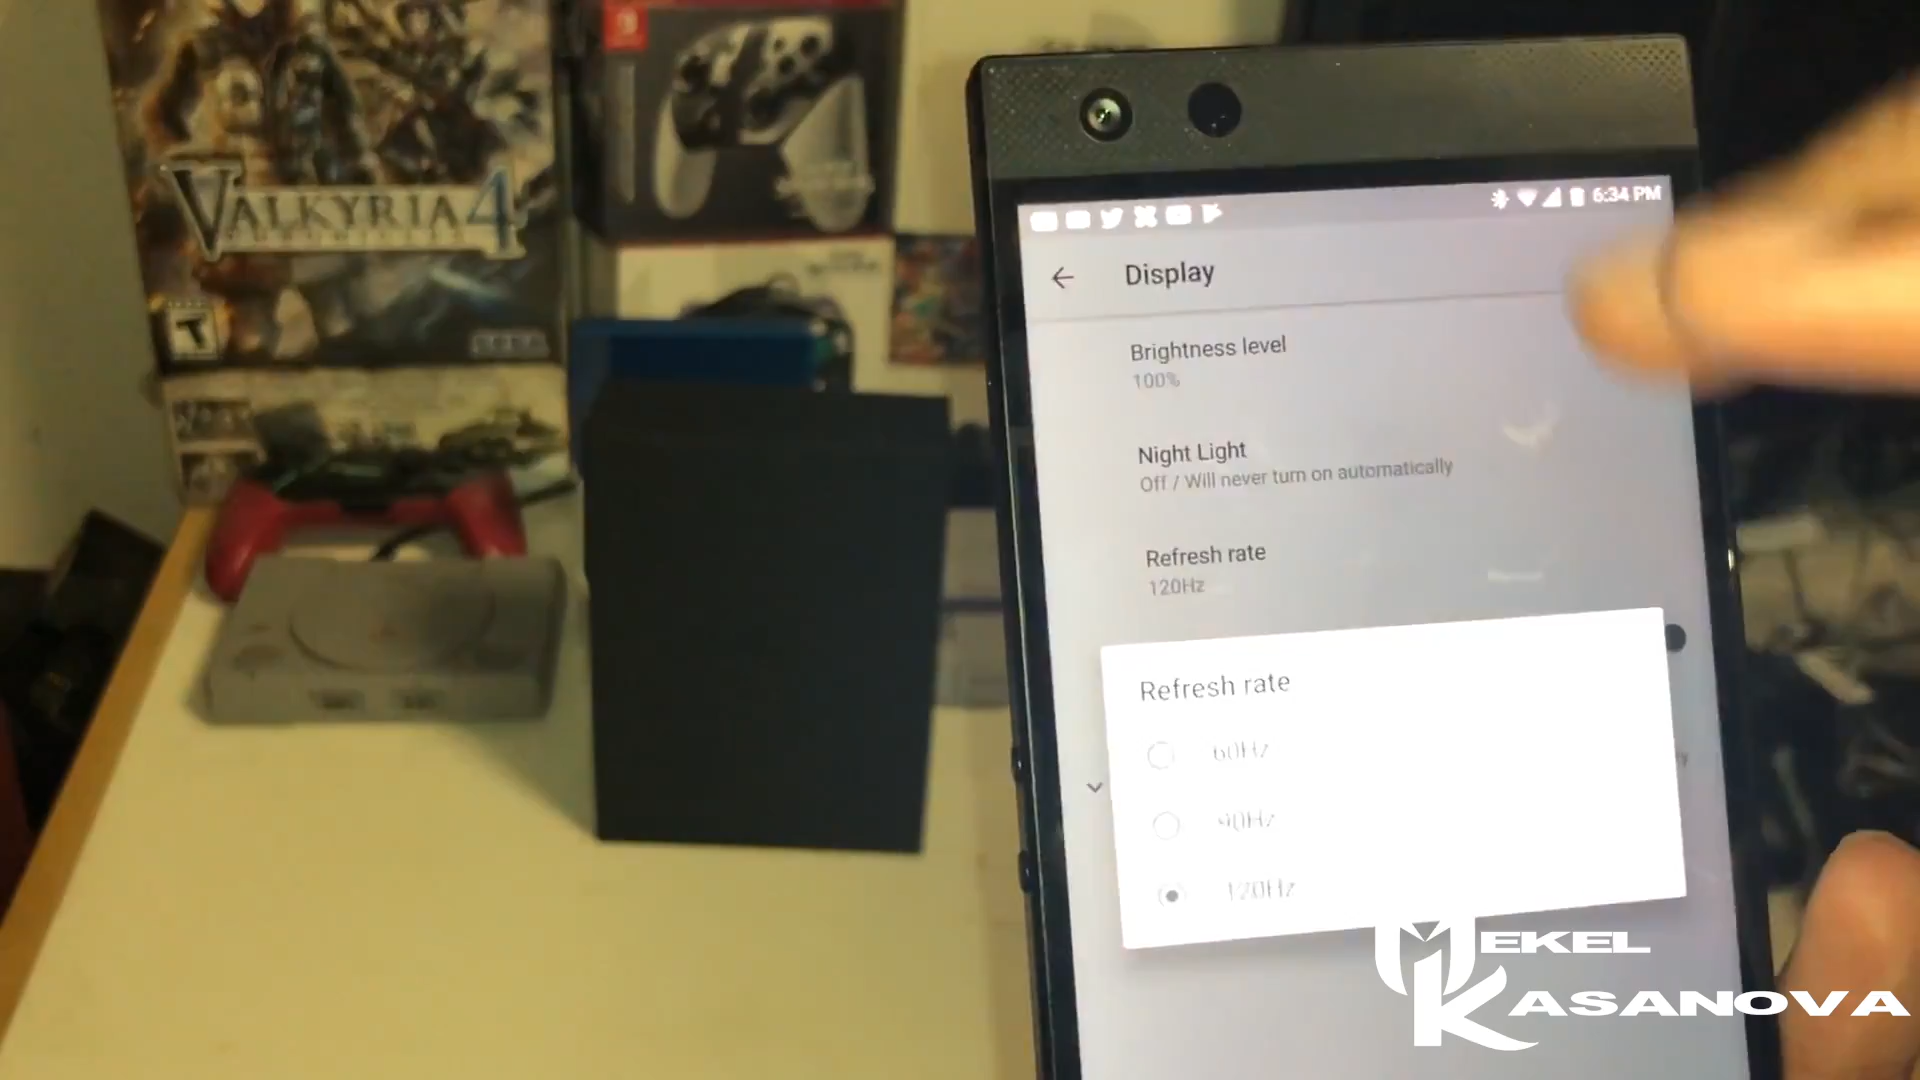 VALKYRIA 4
T
SEGA
6:34 PM
Display
Brightness level
100%
Night Light
Off / Will never turn on automatically
Refresh rate
120Hz
Refresh rate
60Hz
90Hz
120Hz
MEKEL
KASANOVA